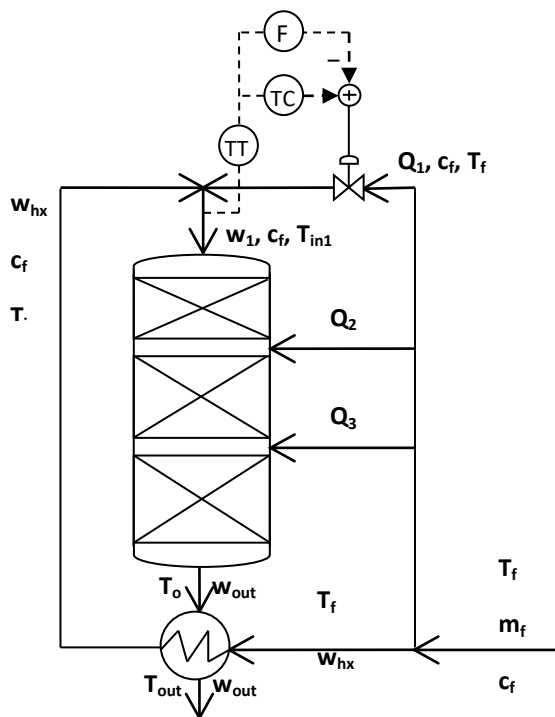 F
TC
+
TT
Q₁, c_f, T_f
w_hx
w₁, c_f, T_in1
c_f
T.
Q₂
Q₃
T_o w_out
T_f
T_f
m_f
w_hx
T_out w_out
c_f